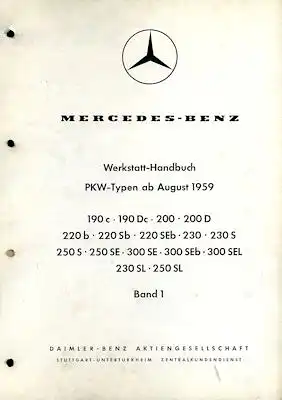 MERCEDES-BENZ
Werkstatt-Handbuch
PKW-Typen ab August 1959
190 c · 190 Dc · 200 · 200 D
220 b · 220 Sb · 220 SEb · 230 · 230 S
250 S · 250 SE · 300 SE · 300 SEb · 300 SEL
230 SL · 250 SL
Band 1
DAIMLER-BENZ AKTIENGESELLSCHAFT
STUTTGART-UNTERTÜRKHEIM ZENTRALKUNDENDIENST